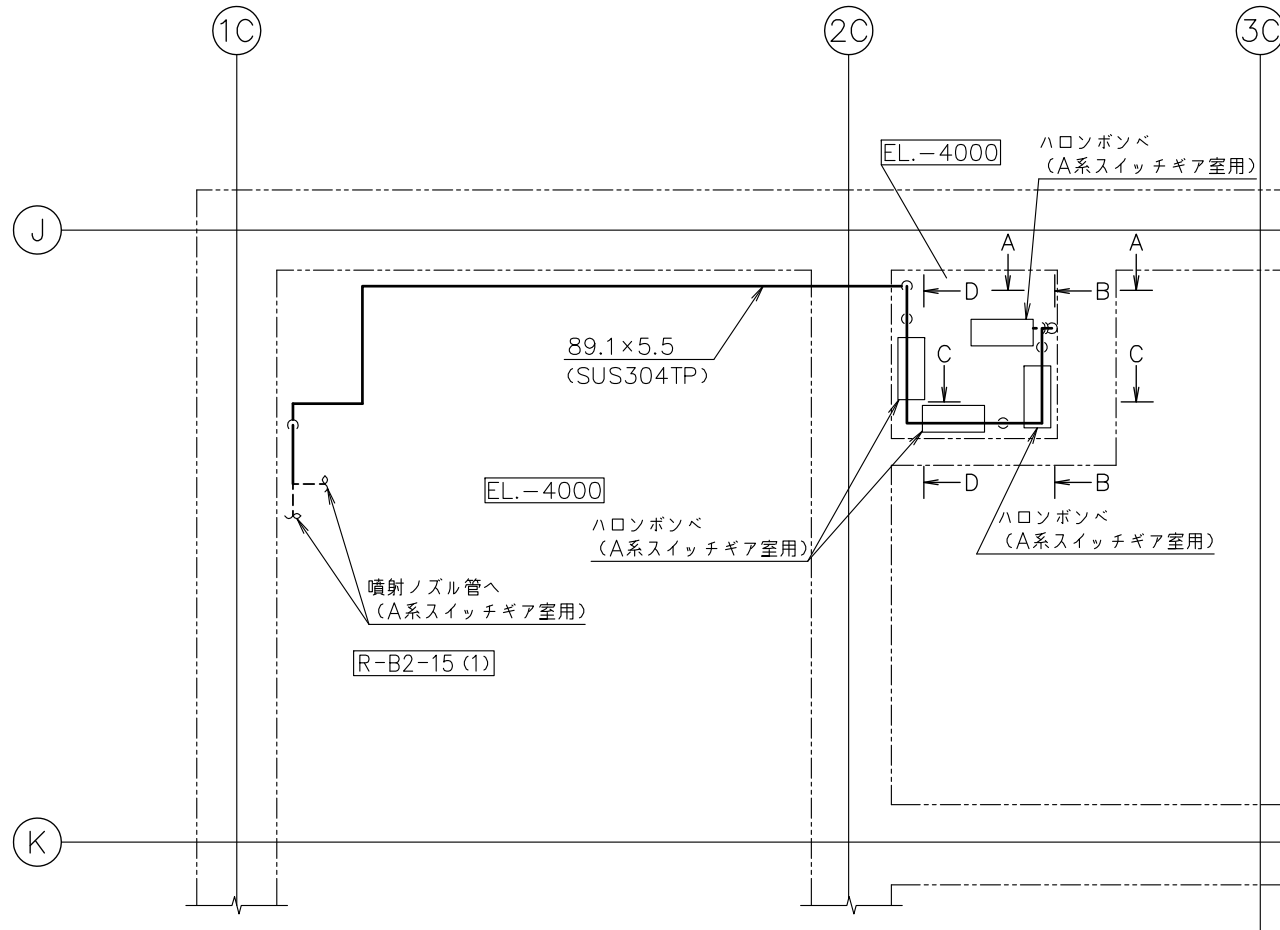 1C
2C
3C
EL.-4000
ハロンボンベ
(A系スイッチギア室用)
J
A
A
D
B
89.1×5.5
(SUS304TP)
C
C
EL.-4000
D
B
ハロンボンベ
(A系スイッチギア室用)
ハロンボンベ
(A系スイッチギア室用)
噴射ノズル管へ
(A系スイッチギア室用)
R-B2-15(1)
K